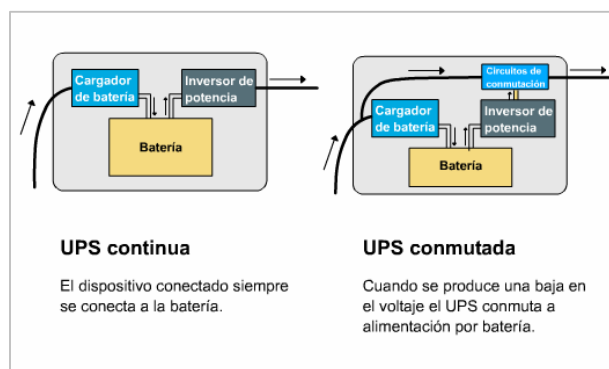 Cargador
de batería
Inversor de
potencia
Batería
UPS continua
El dispositivo conectado siempre
se conecta a la batería.
Circuitos de
conmutación
Cargador
de batería
Inversor de
potencia
Batería
UPS conmutada
Cuando se produce una baja en
el voltaje el UPS conmuta a
alimentación por batería.